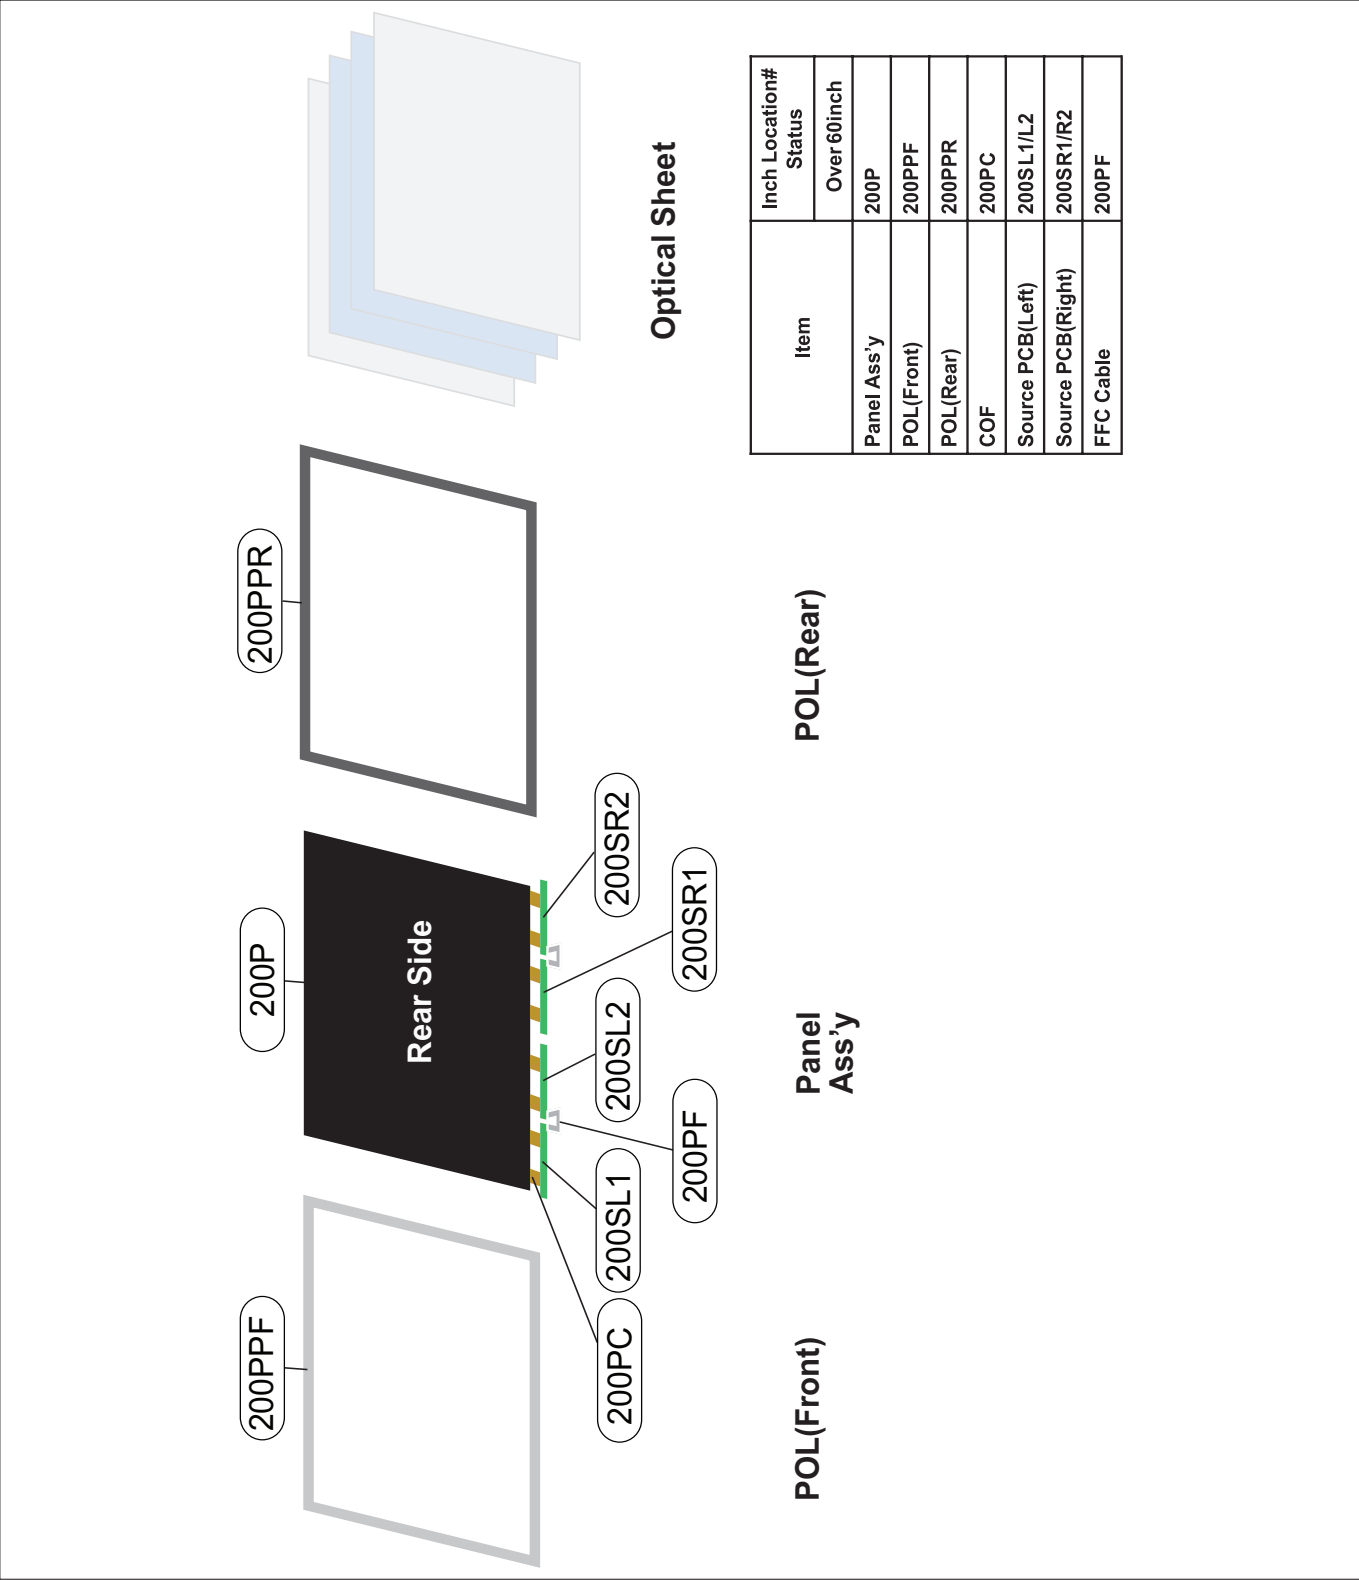 200PPF
200P
200PPR
Rear Side
200PC
200SL1
200PF
200SL2
200SR1
200SR2
POL(Front)
Panel
Ass’y
POL(Rear)
Optical Sheet
Item
Inch Location#
Status
Over 60inch
Panel Ass’y 200P
POL(Front) 200PPF
POL(Rear) 200PPR
COF 200PC
Source PCB(Left) 200SL1/L2
Source PCB(Right) 200SR1/R2
FFC Cable 200PF